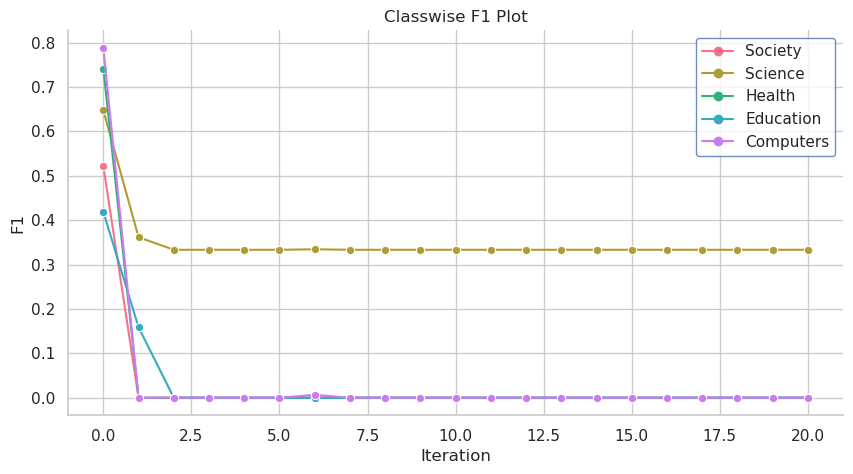 Classwise F1 Plot
Society
Science
Health
Education
Computers
F1
0.8
0.7
0.6
0.5
0.4
0.3
0.2
0.1
0.0
0.0 2.5 5.0 7.5 10.0 12.5 15.0 17.5 20.0
Iteration